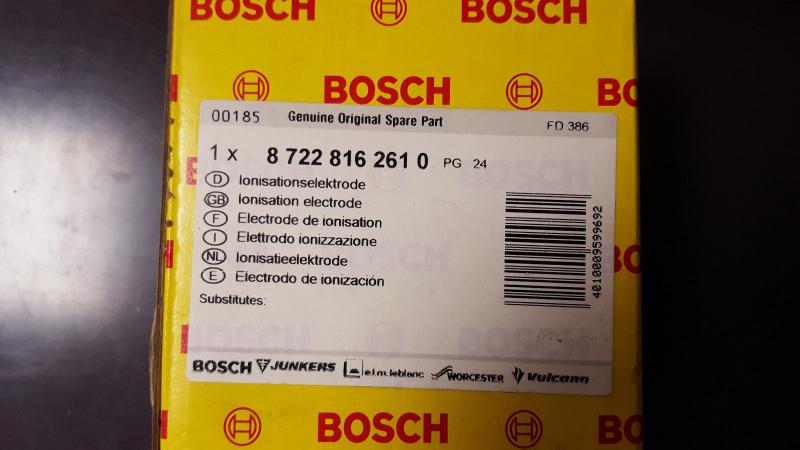 BOSCH BOSCH
BOSCH B
00185 Genuine Original Spare Part FD 386
1 x 8 722 816 261 0 PG 24
D Ionisationselektrode
GB Ionisation electrode
F Electrode de ionisation
I Elettrodo ionizzazione
NL Ionisatieelektrode
E Electrodo de ionización
Substitutes:
4010009599692
BOSCH JUNKERS e.l.m. leblanc WORCESTER Vulcano
BOSCH B